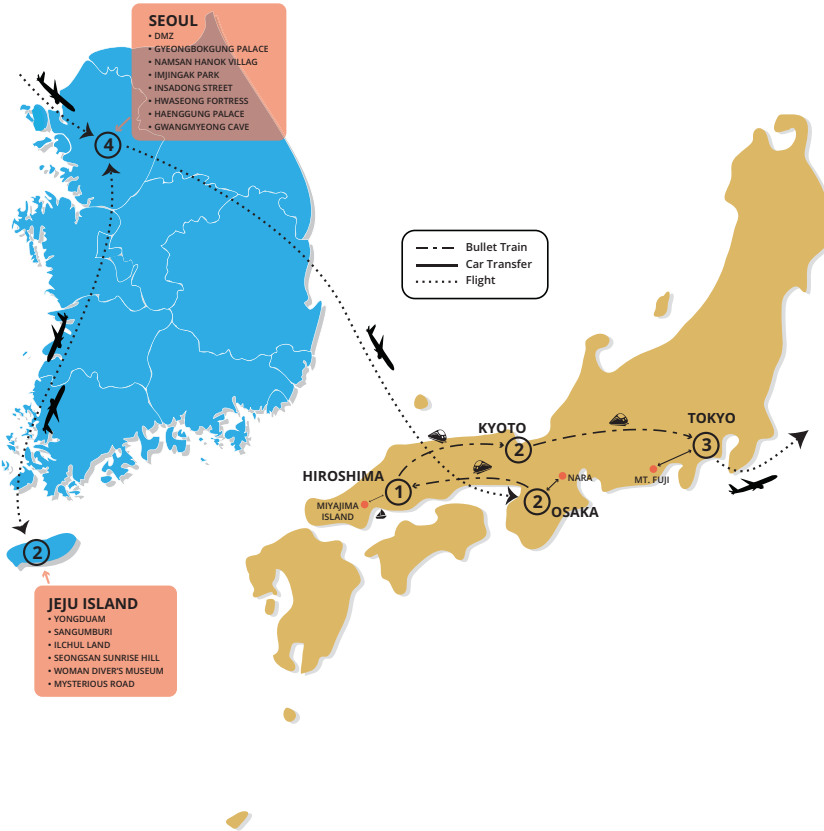 SEOUL
• DMZ
• GYEONGBOKGUNG PALACE
• NAMSAN HANOK VILLAG
• IMJINGAK PARK
• INSADONG STREET
• HWASEONG FORTRESS
• HAENGGUNG PALACE
• GWANGMYEONG CAVE
4
Bullet Train
Car Transfer
Flight
KYOTO
2
TOKYO
3
HIROSHIMA
1
MIYAJIMA
ISLAND
NARA
MT. FUJI
2
OSAKA
2
JEJU ISLAND
• YONGDUAM
• SANGUMBURI
• ILCHUL LAND
• SEONGSAN SUNRISE HILL
• WOMAN DIVER'S MUSEUM
• MYSTERIOUS ROAD